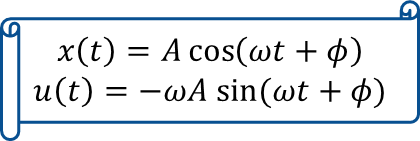 x(t) = A cos(ωt + ϕ)
u(t) = −ωA sin(ωt + ϕ)